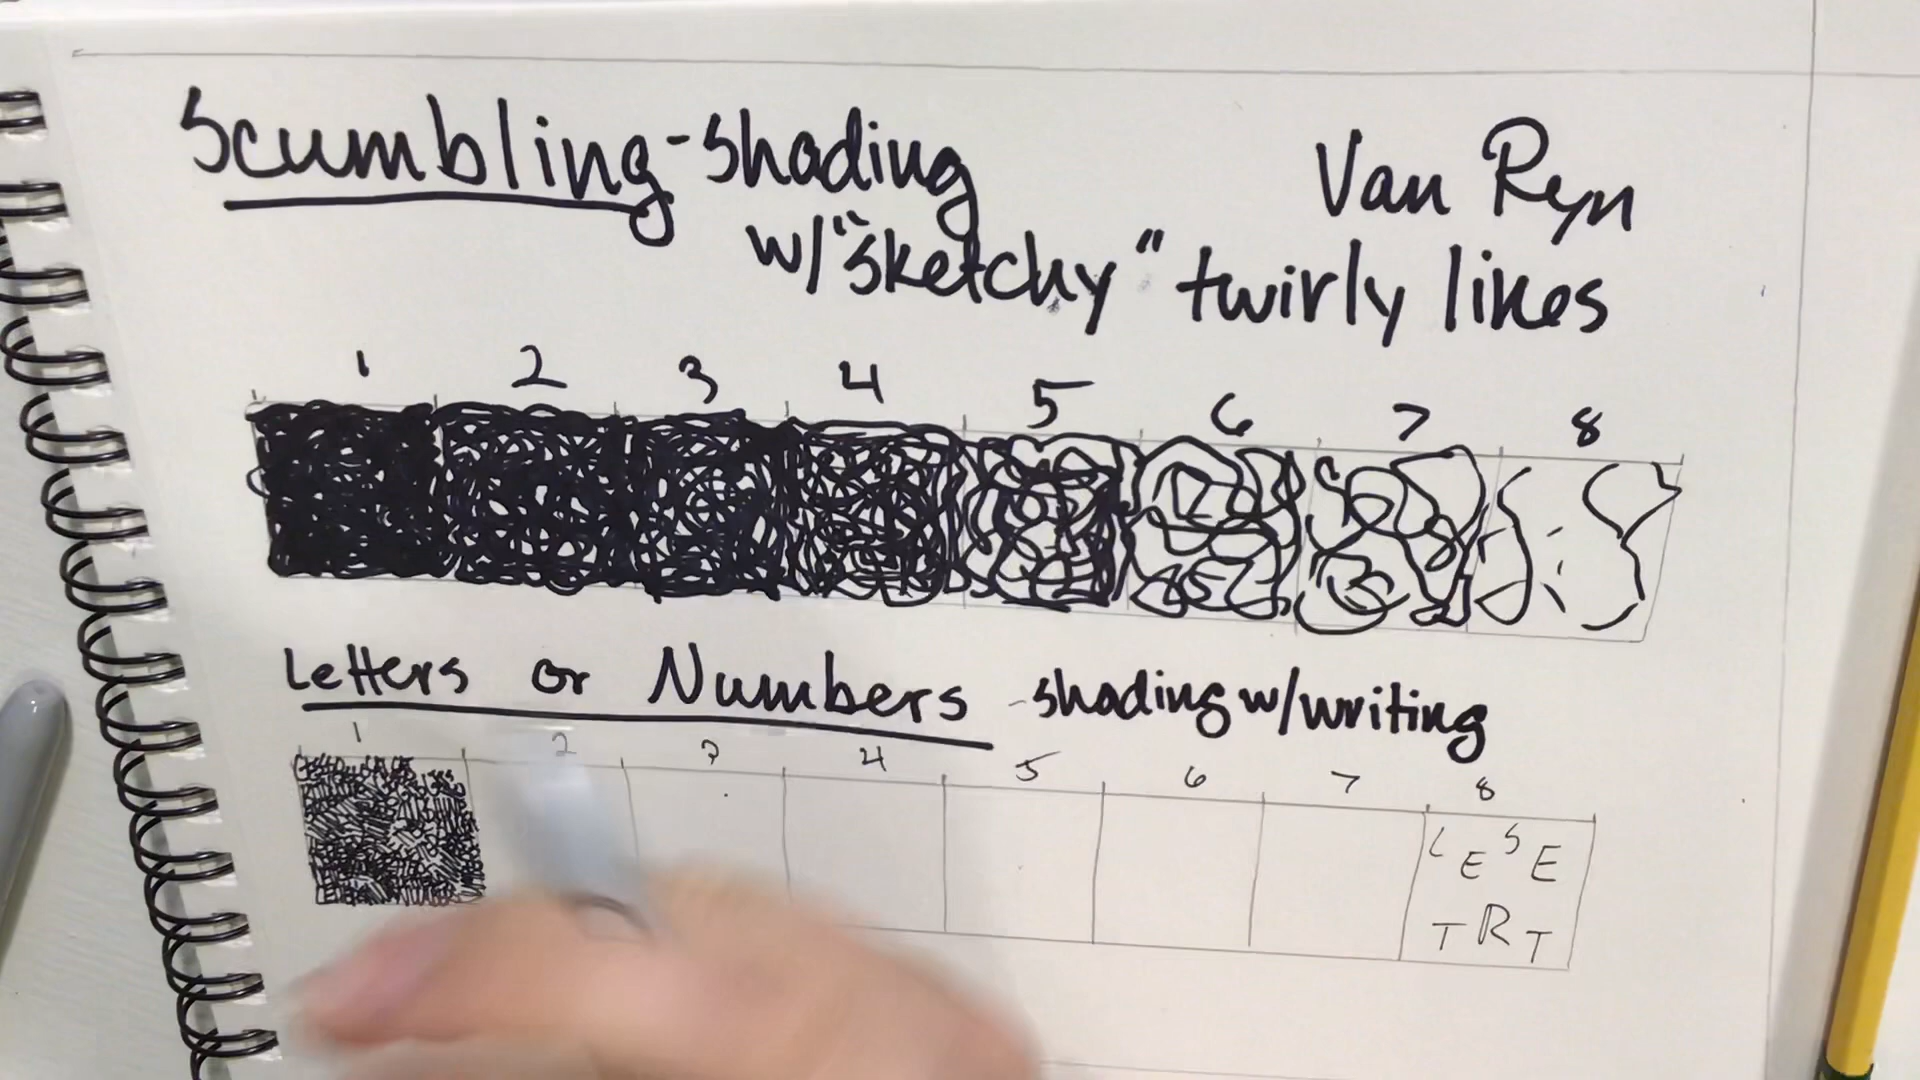 Scumbling - shading
Van Ryn
w/ "sketchy" twirly lines
1 2 3 4 5 6 7 8
Letters or Numbers - shading w/writing
1 2 3 4 5 6 7 8
L E S E
T R T